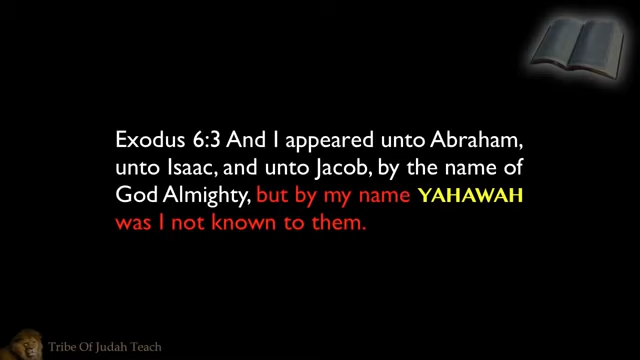 Exodus 6:3 And I appeared unto Abraham,
unto Isaac, and unto Jacob, by the name of
God Almighty, but by my name YAHAWAH
was I not known to them.
Tribe Of Judah Teach